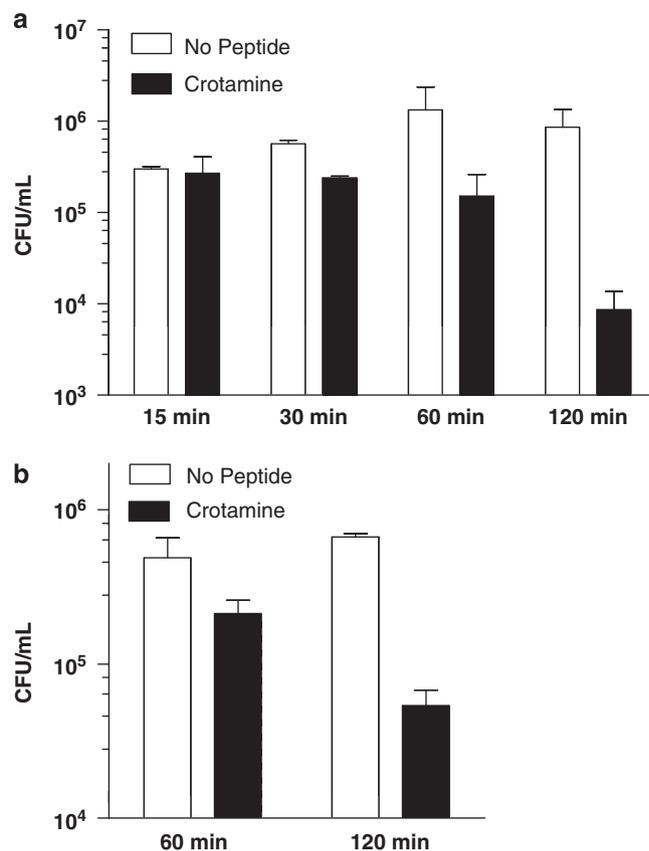 a
10⁷
No Peptide
Crotamine
10⁶
10⁵
10⁴
10³
CFU/mL
15 min 30 min 60 min 120 min
b
No Peptide
10⁶
Crotamine
10⁵
10⁴
CFU/mL
60 min 120 min